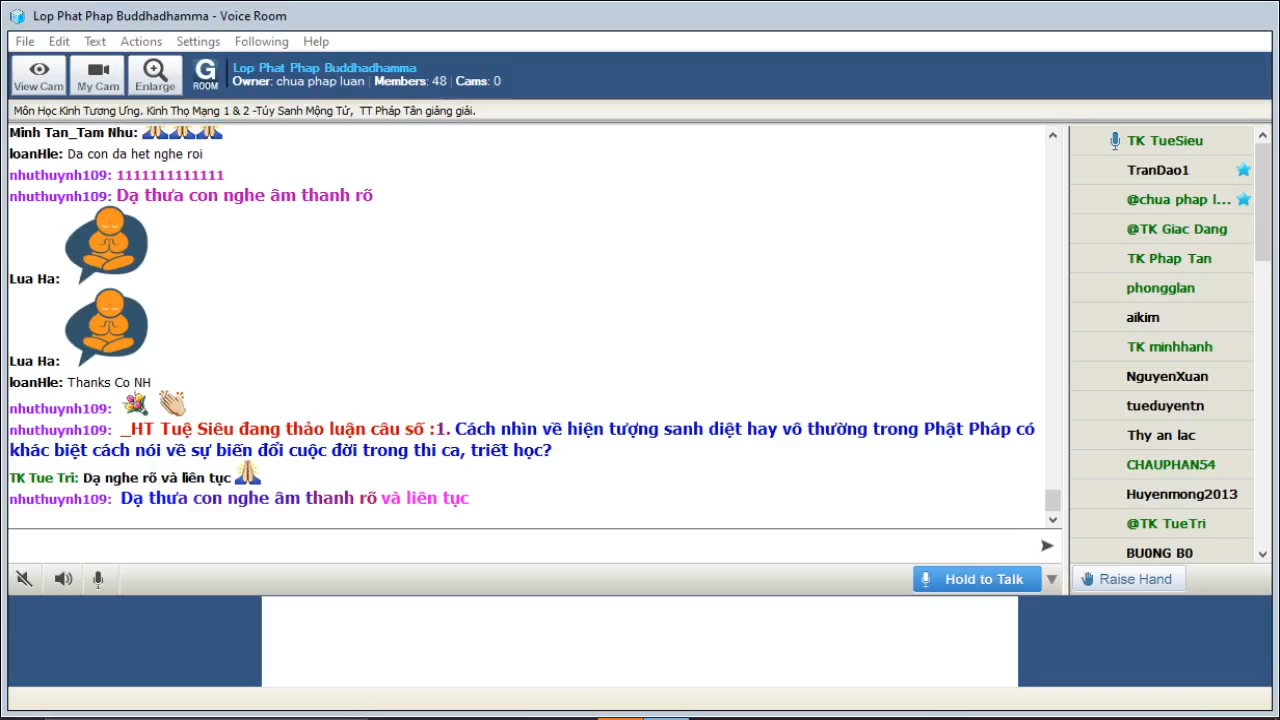 Lop Phat Phap Buddhadhamma - Voice Room
File Edit Text Actions Settings Following Help
View Cam My Cam Enlarge G ROOM
Lop Phat Phap Buddhadhamma
Owner: chua phap luan | Members: 48 | Cams: 0
Môn Học Kinh Tương Ưng. Kinh Thọ Mạng 1 & 2 -Túy Sanh Mộng Tử, TT Pháp Tân giảng giải.
Minh Tan_Tam Nhu:
loanHle: Da con da het nghe roi
nhuthuynh109: 1111111111111
nhuthuynh109: Dạ thưa con nghe âm thanh rõ
Lua Ha:
Lua Ha:
loanHle: Thanks Co NH
nhuthuynh109:
nhuthuynh109: _HT Tuệ Siêu đang thảo luận câu số :1. Cách nhìn về hiện tượng sanh diệt hay vô thường trong Phật Pháp có
khác biệt cách nói về sự biến đổi cuộc đời trong thi ca, triết học?
TK Tue Tri: Dạ nghe rõ và liên tục
nhuthuynh109: Dạ thưa con nghe âm thanh rõ và liên tục
Hold to Talk
TK TueSieu
TranDao1
@chua phap l...
@TK Giac Dang
TK Phap Tan
phongglan
aikim
TK minhhanh
NguyenXuan
tueduyentn
Thy an lac
CHAUPHAN54
Huyenmong2013
@TK TueTri
BU0NG B0
Raise Hand